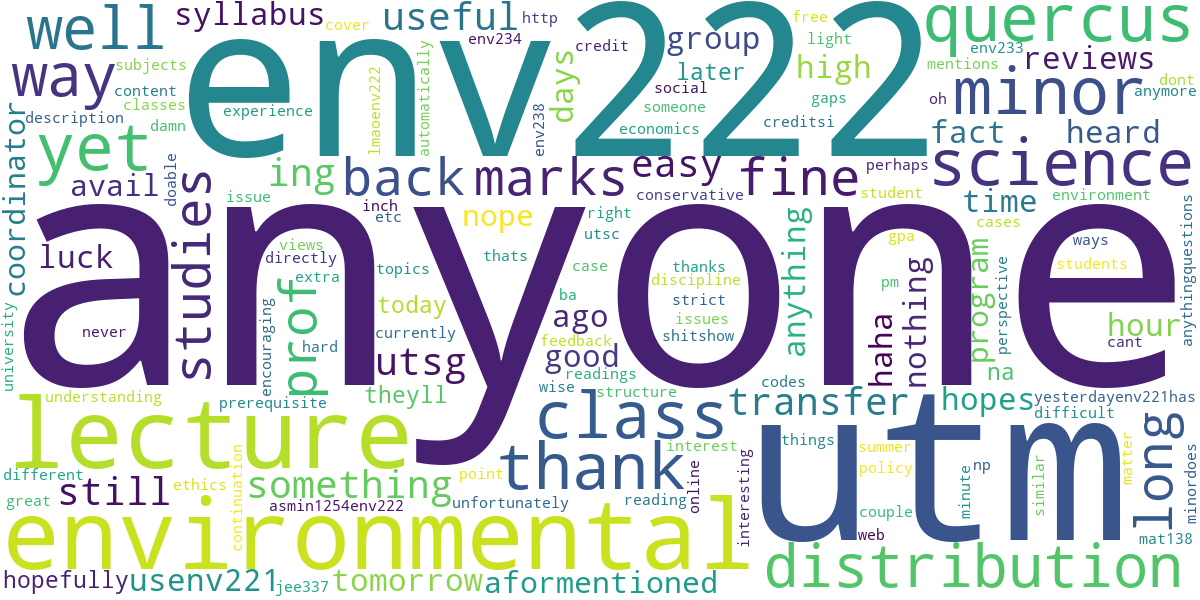 well
syllabus
cover
useful
http
env222
quercus
way
subjects
content
classes
description
damn
env234
credit
group
free
light
env233
reviews
mentions
dont
anymore
minor
high
later
social
someone
gaps
oh
economics
creditsi
experience
lmaoenv222
automatically
env238
days
fact
heard
yet
coordinator
doable
studies
avail
issue
ing
back
marks
easy
conservative
fine
perhaps
science
student
time
environment
cases
inch
etc
nope
right
utsc
anything
gpa
program
ways
students
anythingquestions
luck
views
directly
extra
topics
thats
case
thanks
discipline
ba
strict
issues
shitshow
pm
perspective
anyone
never
university
encouraging
prof
hard
today
currently
ago
feedback
good
haha
nothing
hour
cant
na
utsg
theyll
readings
wise
structure
codes
understanding
prerequisite
lecture
class
transfer
hopes
yesterdayenv221has
difficult
long
minordoes
different
great
still
ethics
continuation
something
asmin1254env222
point
unfortunately
thank
interest
reading
online
interesting
things
utm
summer
policy
couple
web
np
minute
similar
matter
mat138
environmental
distribution
hopefully
usenv221
jee337
tomorrow
aformentioned